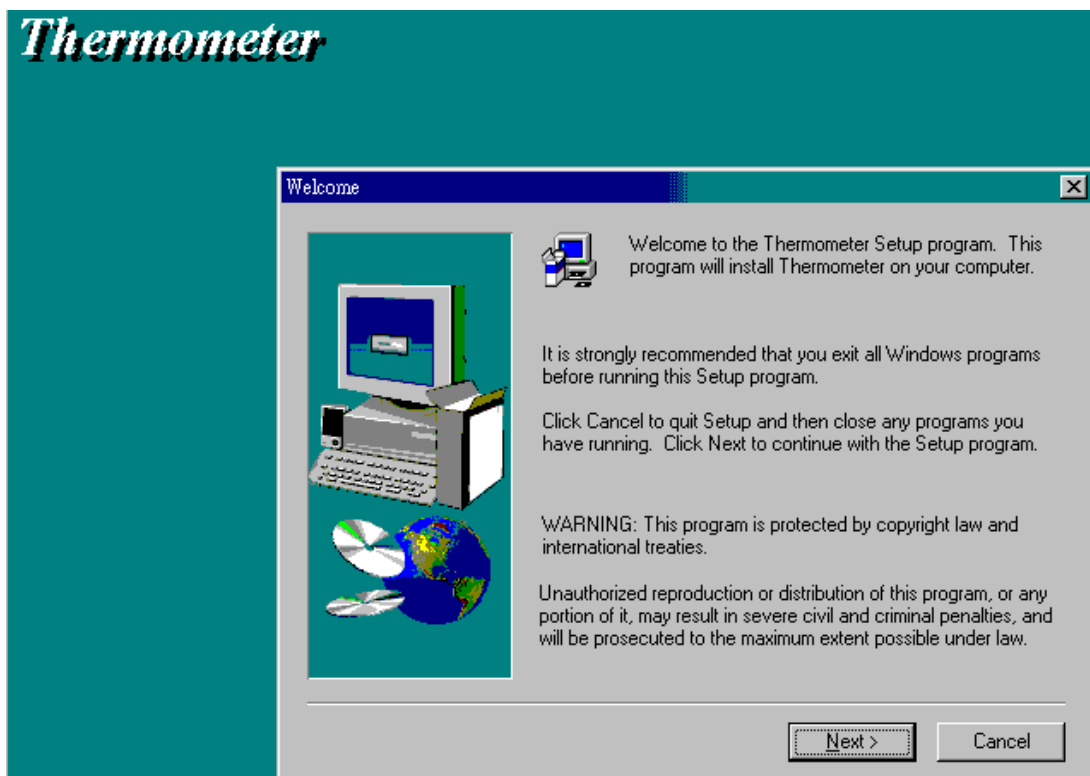 Thermometer
Welcome
Welcome to the Thermometer Setup program. This
program will install Thermometer on your computer.
It is strongly recommended that you exit all Windows programs
before running this Setup program.
Click Cancel to quit Setup and then close any programs you
have running. Click Next to continue with the Setup program.
WARNING: This program is protected by copyright law and
international treaties.
Unauthorized reproduction or distribution of this program, or any
portion of it, may result in severe civil and criminal penalties, and
will be prosecuted to the maximum extent possible under law.
Next >
Cancel